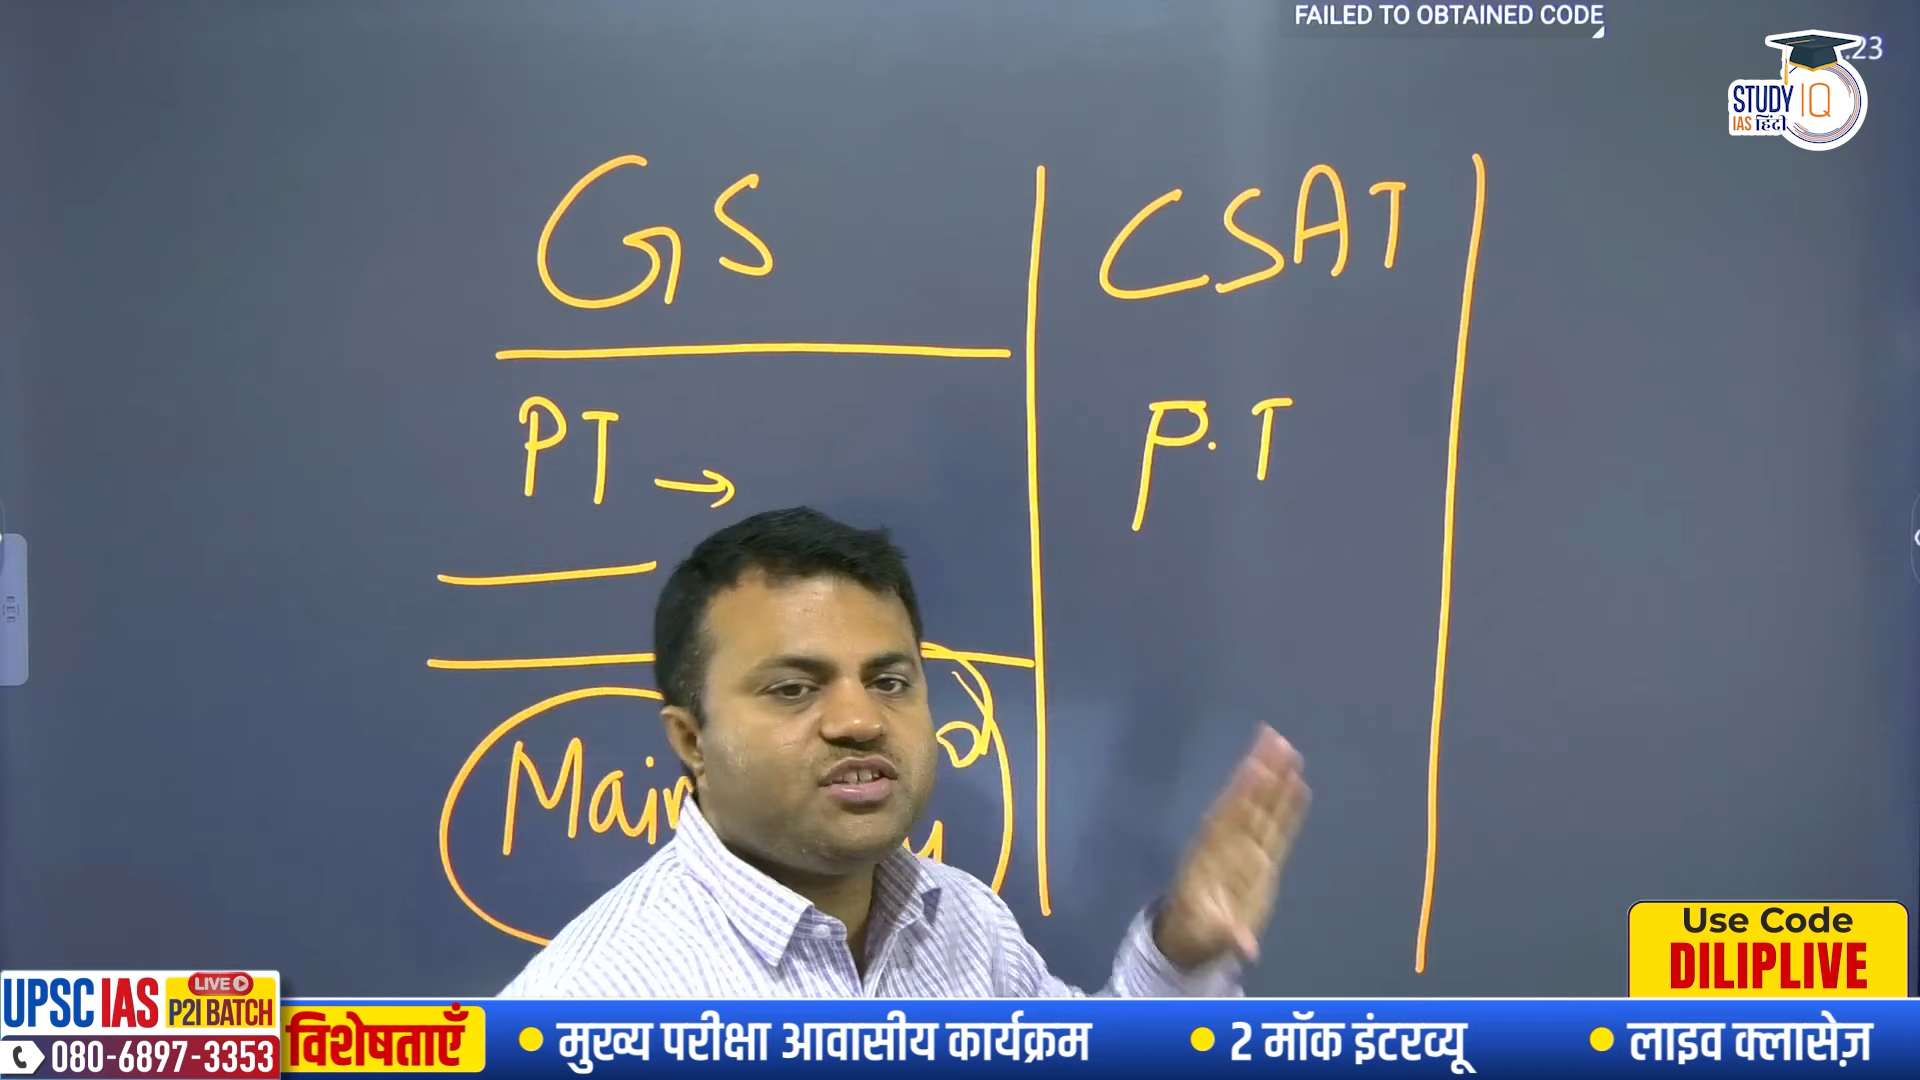 FAILED TO OBTAINED CODE
.23
STUDY IQ
IAS हिंदी
GS
CSAT
PT →
P.T
Use Code
DILIPLIVE
UPSC IAS
LIVE
P2I BATCH
080-6897-3353
विशेषताएँ
मुख्य परीक्षा आवासीय कार्यक्रम
2 मॉक इंटरव्यू
लाइव क्लासेज़